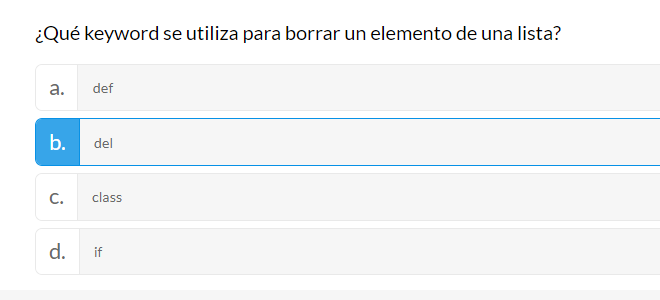 ¿Qué keyword se utiliza para borrar un elemento de una lista?
a. def
b. del
c. class
d. if